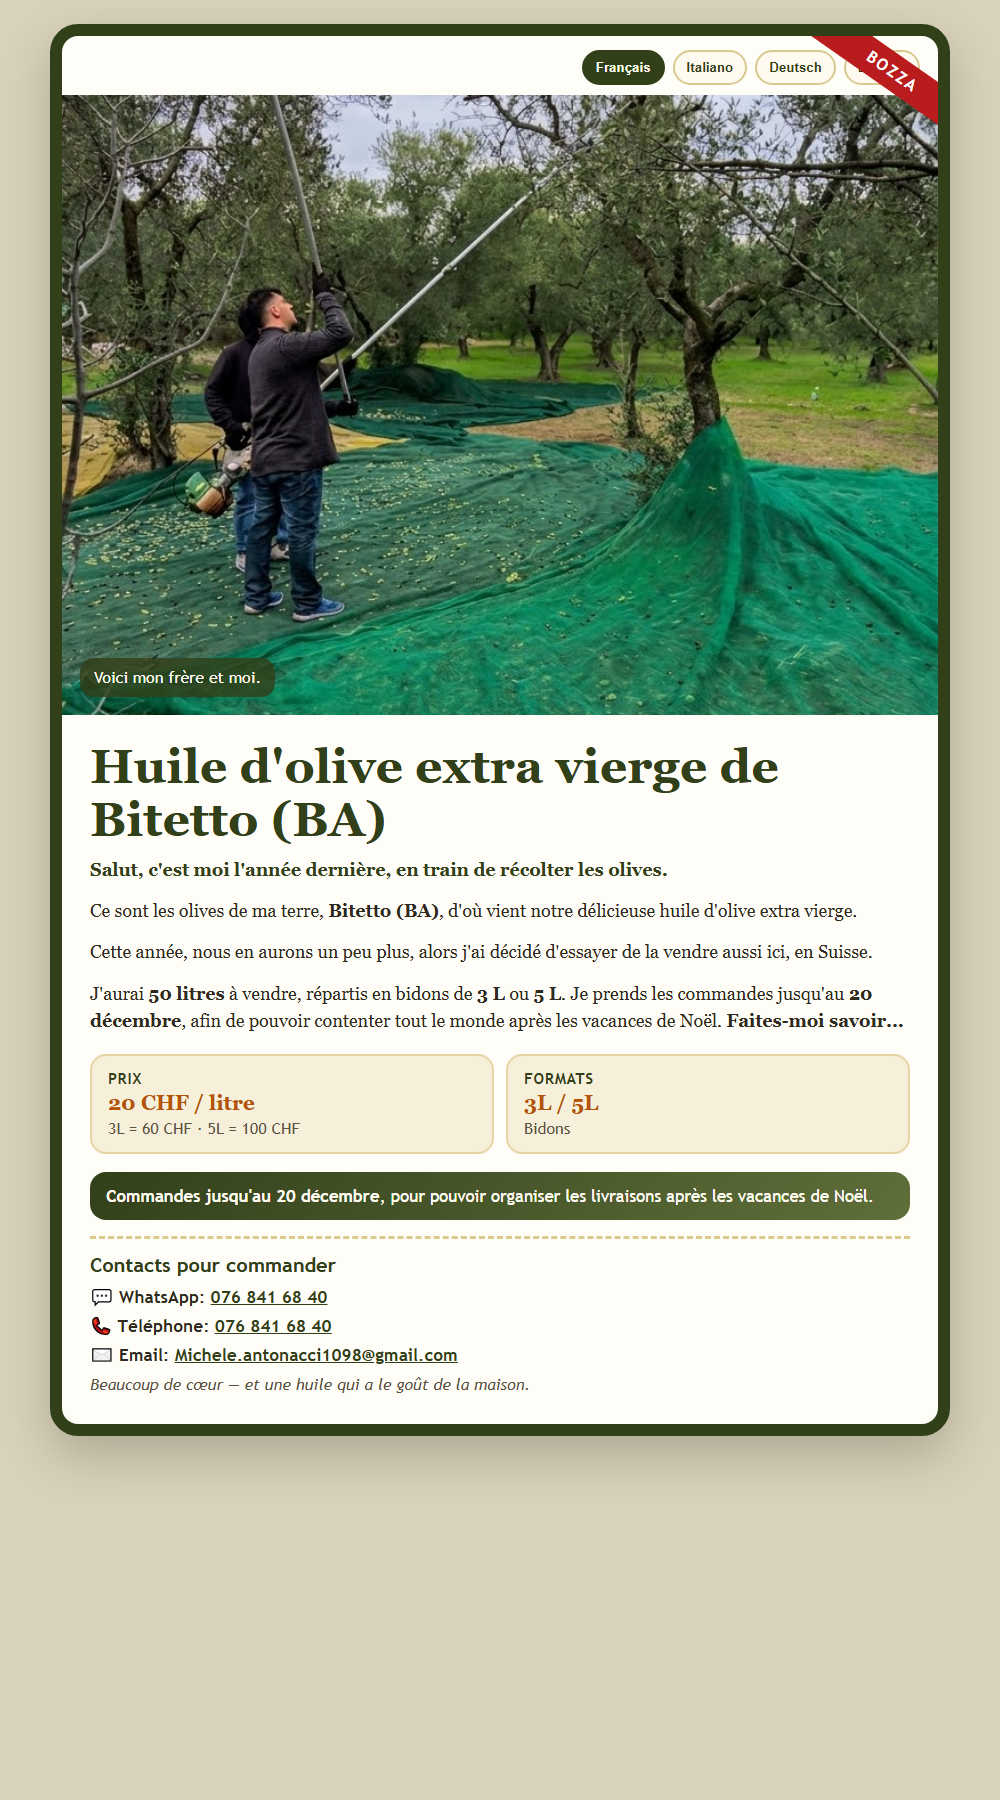 Français
Italiano
Deutsch
BOZZA
Voici mon frère et moi.
Huile d'olive extra vierge de
Bitetto (BA)
Salut, c'est moi l'année dernière, en train de récolter les olives.
Ce sont les olives de ma terre, Bitetto (BA), d'où vient notre délicieuse huile d'olive extra vierge.
Cette année, nous en aurons un peu plus, alors j'ai décidé d'essayer de la vendre aussi ici, en Suisse.
J'aurai 50 litres à vendre, répartis en bidons de 3 L ou 5 L. Je prends les commandes jusqu'au 20
décembre, afin de pouvoir contenter tout le monde après les vacances de Noël. Faites-moi savoir...
PRIX
20 CHF / litre
3L = 60 CHF · 5L = 100 CHF
FORMATS
3L / 5L
Bidons
Commandes jusqu'au 20 décembre, pour pouvoir organiser les livraisons après les vacances de Noël.
Contacts pour commander
WhatsApp: 076 841 68 40
Téléphone: 076 841 68 40
Email: Michele.antonacci1098@gmail.com
Beaucoup de cœur — et une huile qui a le goût de la maison.